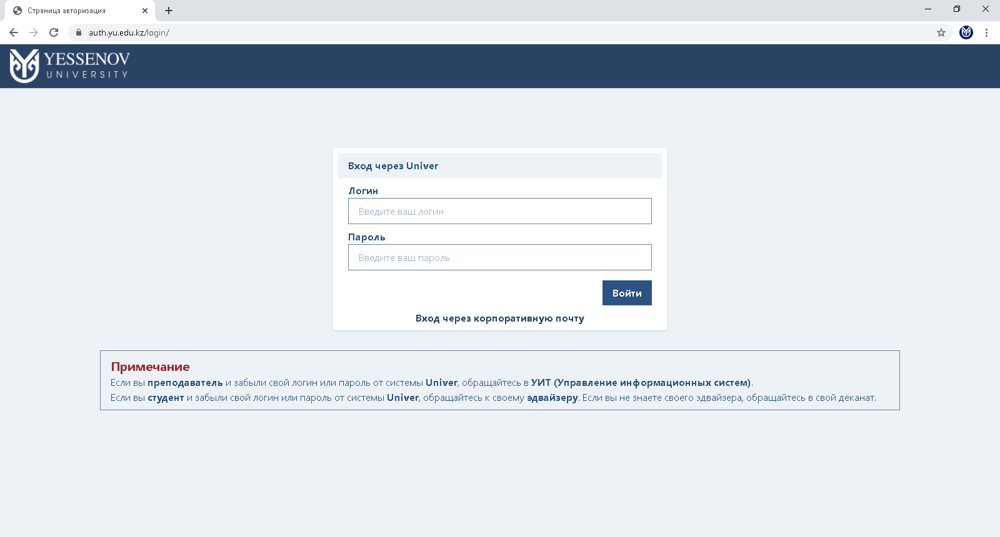 Страница авторизация
auth.yu.edu.kz/login/
YESSENOV
UNIVERSITY
Вход через Univer
Логин
Введите ваш логин
Пароль
Введите ваш пароль
Войти
Вход через корпоративную почту
Примечание
Если вы преподаватель и забыли свой логин или пароль от системы Univer, обращайтесь в УИТ (Управление информационных систем).
Если вы студент и забыли свой логин или пароль от системы Univer, обращайтесь к своему эдвайзеру. Если вы не знаете своего эдвайзера, обращайтесь в свой деканат.